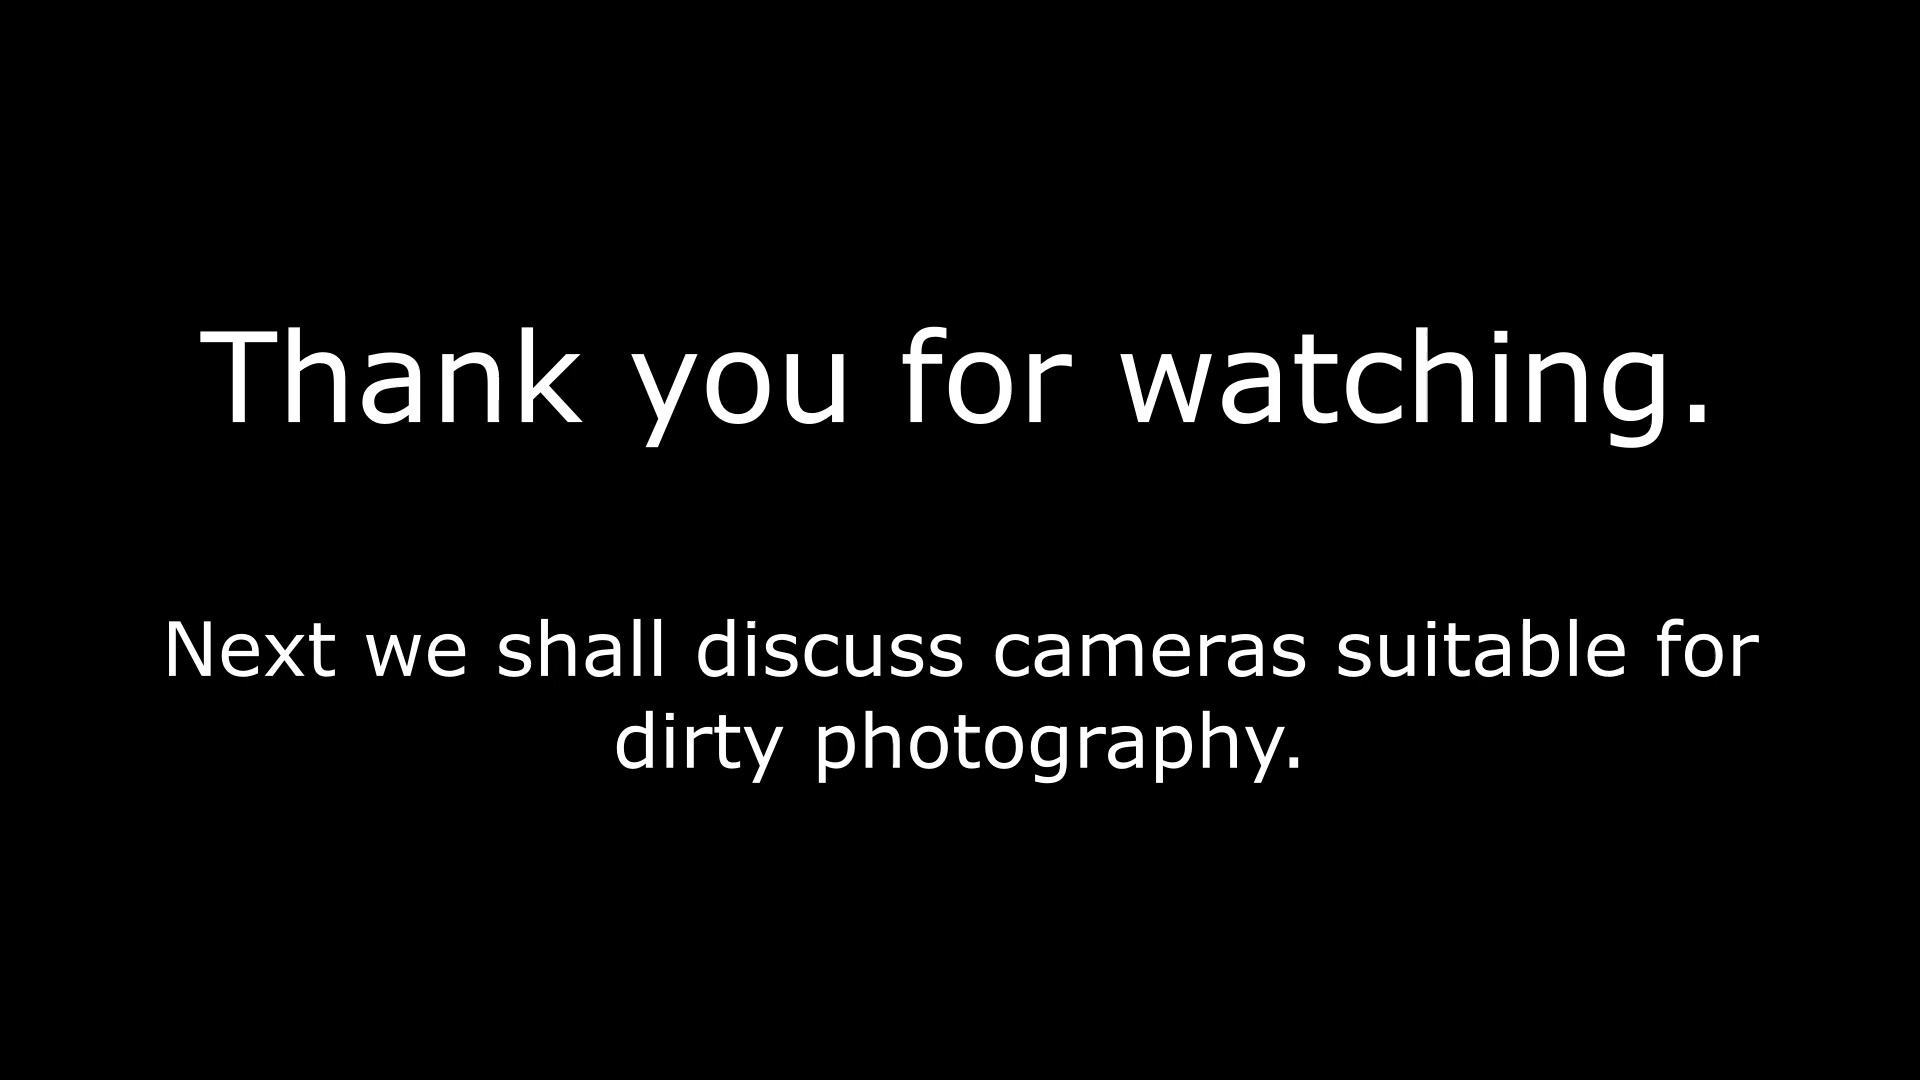 Thank you for watching.
Next we shall discuss cameras suitable for
dirty photography.